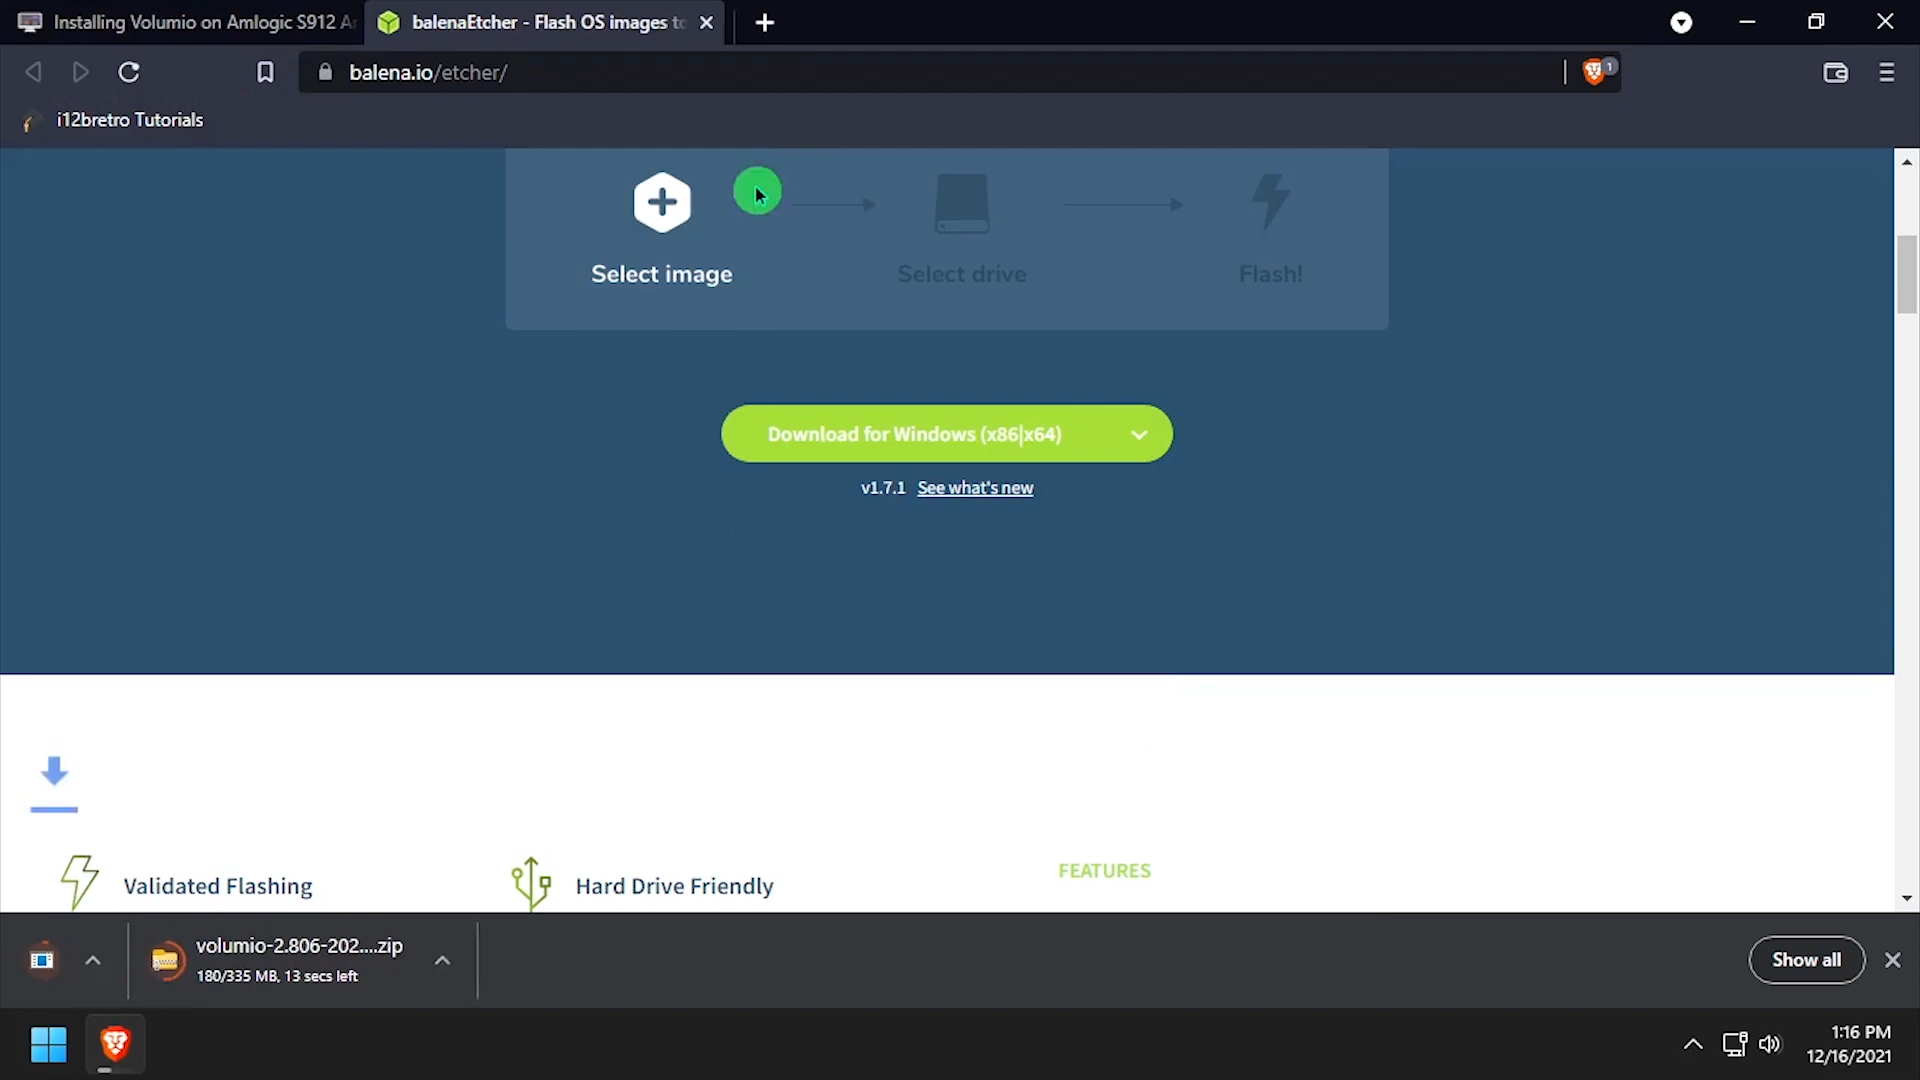 Installing Volumio on Amlogic S912 A
balenaEtcher - Flash OS images to
balena.io/etcher/
1
i12bretro Tutorials
Select image
Select drive
Flash!
Download for Windows (x86|x64)
v1.7.1 See what's new
Validated Flashing
Hard Drive Friendly
FEATURES
volumio-2.806-202....zip
180/335 MB, 13 secs left
Show all
1:16 PM
12/16/2021